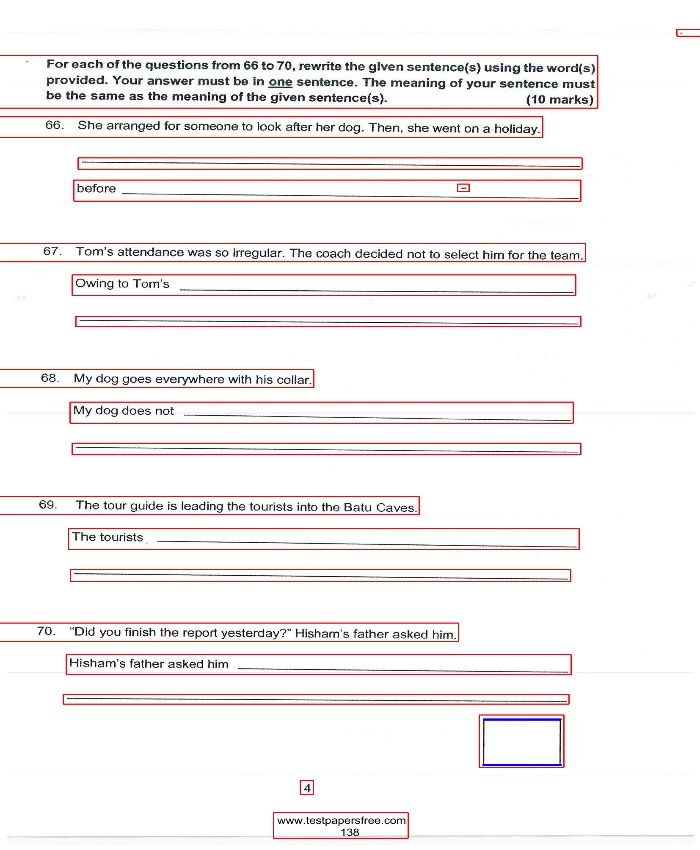 For each of the questions from 66 to 70, rewrite the given sentence(s) using the word(s)
provided. Your answer must be in one sentence. The meaning of your sentence must
be the same as the meaning of the given sentence(s). (10 marks)
66. She arranged for someone to look after her dog. Then, she went on a holiday.
before
67. Tom's attendance was so irregular. The coach decided not to select him for the team.
Owing to Tom's
68. My dog goes everywhere with his collar.
My dog does not
69. The tour guide is leading the tourists into the Batu Caves.
The tourists
70. "Did you finish the report yesterday?" Hisham's father asked him.
Hisham's father asked him
4
www.testpapersfree.com
138